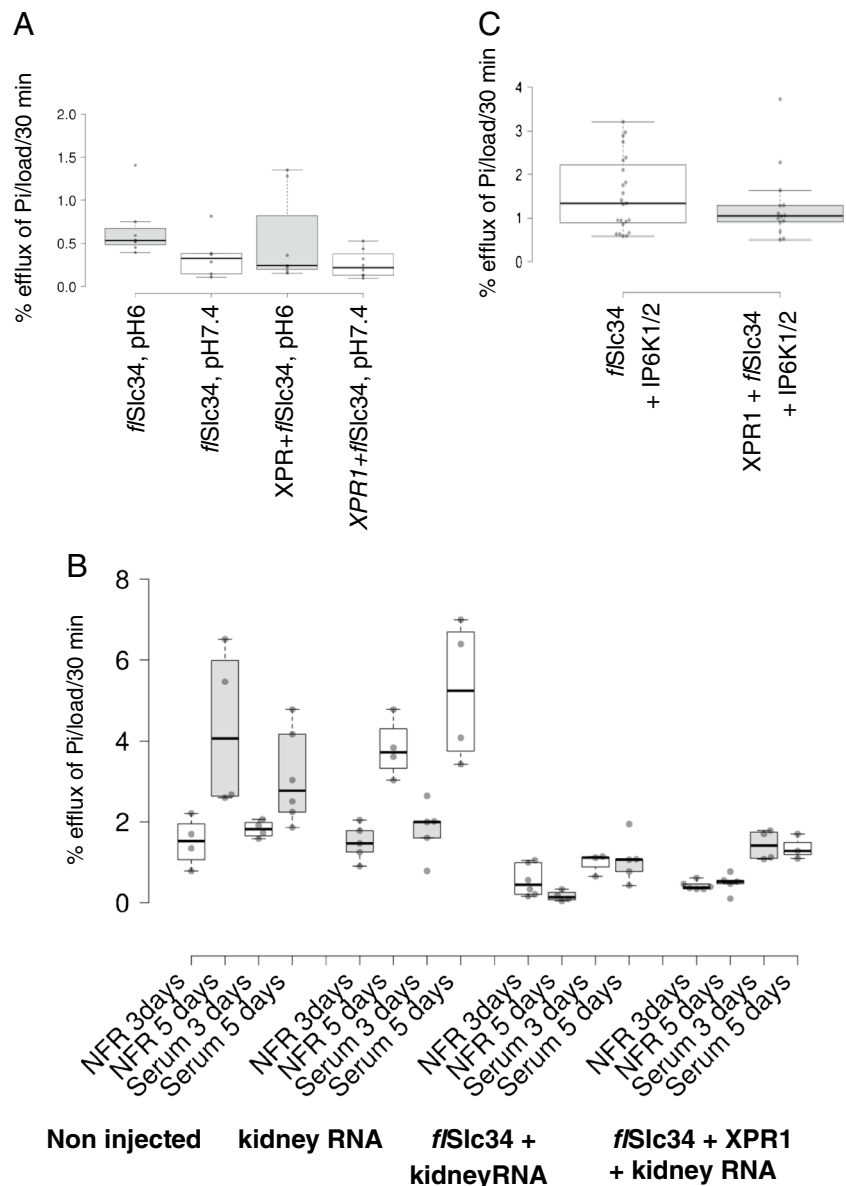 A
% efflux of Pi/load/30 min
2.0
1.5
1.0
0.5
0.0
flSlc34, pH6
flSlc34, pH7.4
XPR+flSlc34, pH6
XPR1+flSlc34, pH7.4
C
% efflux of Pi/load/30 min
4
3
2
1
0
flSlc34
+ IP6K1/2
XPR1 + flSlc34
+ IP6K1/2
B
% efflux of Pi/load/30 min
8
6
4
2
0
NFR 3days
NFR 5 days
Serum 3 days
Serum 5 days
NFR 3days
NFR 5 days
Serum 3 days
Serum 5 days
NFR 3days
NFR 5 days
Serum 3 days
Serum 5 days
NFR 3days
NFR 5 days
Serum 3 days
Serum 5 days
Non injected
kidney RNA
flSlc34 +
kidneyRNA
flSlc34 + XPR1
+ kidney RNA